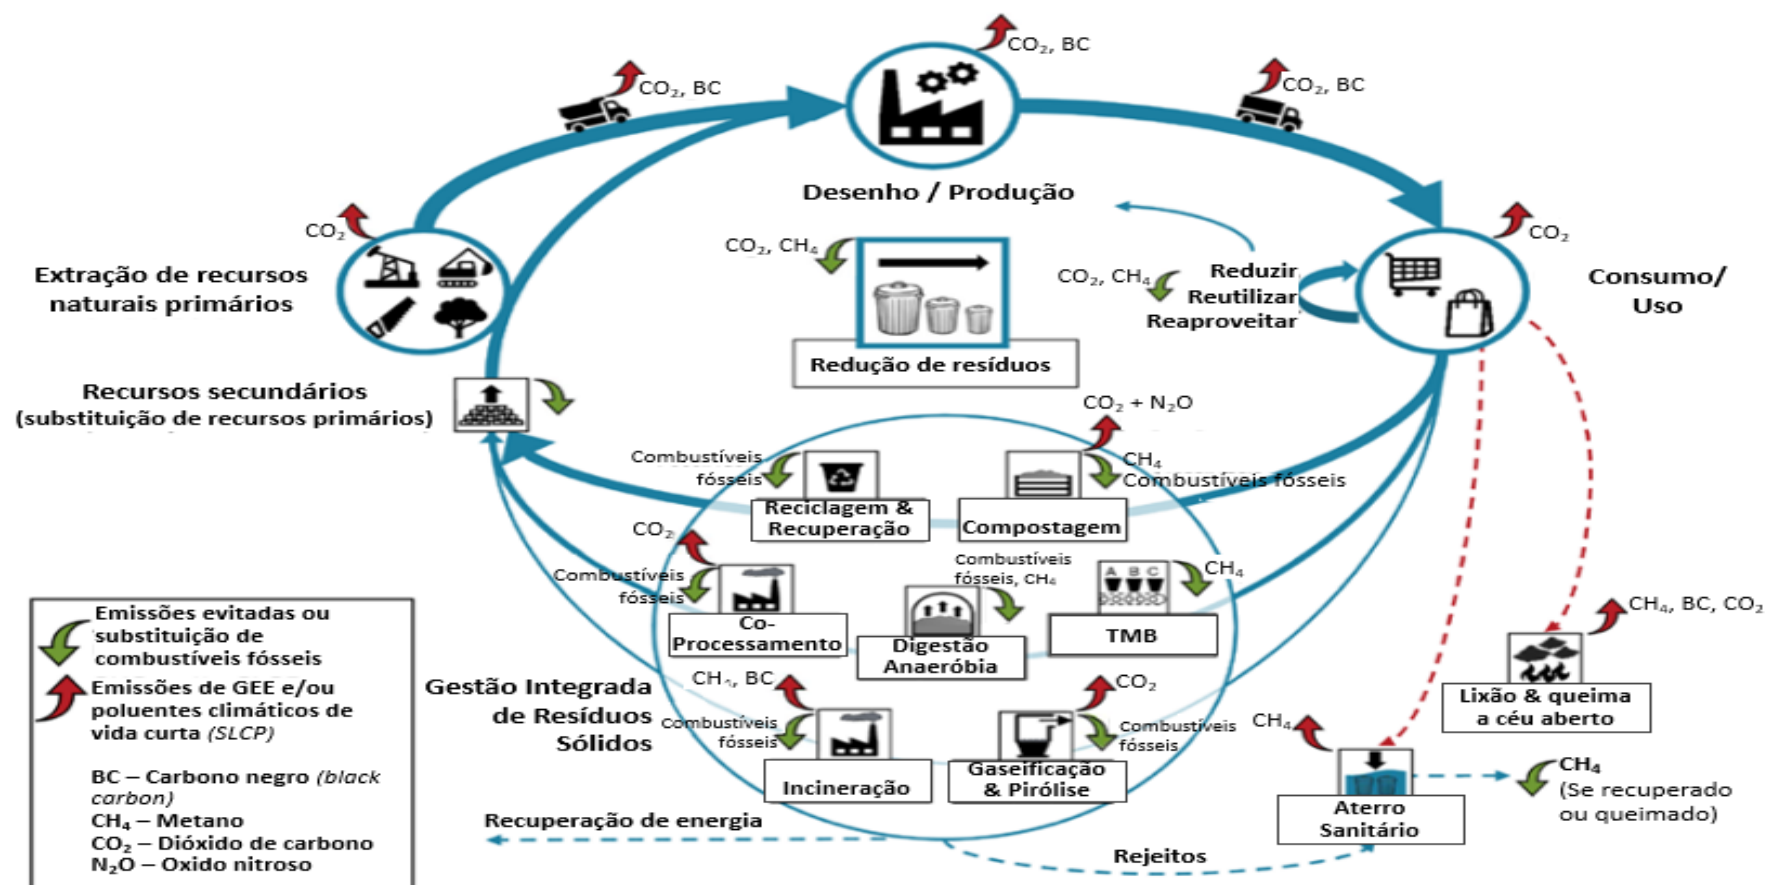 CO₂, BC
CO₂, BC
CO₂, BC
Desenho / Produção
CO₂
Extração de recursos
naturais primários
CO₂, CH₄
Redução de resíduos
CO₂, CH₄
Reduzir
Reutilizar
Reaproveitar
CO₂
Consumo/
Uso
Recursos secundários
(substituição de recursos primários)
CO₂ + N₂O
Combustíveis
fósseis
Reciclagem &
Recuperação
CH₄
Combustíveis fósseis
Compostagem
CO₂
Combustíveis
fósseis
Co-
Processamento
Combustíveis
fósseis, CH₄
Digestão
Anaeróbia
A B C
CH₄
TMB
Gestão Integrada
de Resíduos
Sólidos
CH₄, BC
Combustíveis
fósseis
Incineração
CO₂
Combustíveis
fósseis
Gaseificação
& Pirólise
CH₄, BC, CO₂
Lixão & queima
a céu aberto
CH₄
Aterro
Sanitário
CH₄
(Se recuperado
ou queimado)
Recuperação de energia
Rejeitos
Emissões evitadas ou
substituição de
combustíveis fósseis
Emissões de GEE e/ou
poluentes climáticos de
vida curta (SLCP)
BC – Carbono negro (black
carbon)
CH₄ – Metano
CO₂ – Dióxido de carbono
N₂O – Oxido nitroso